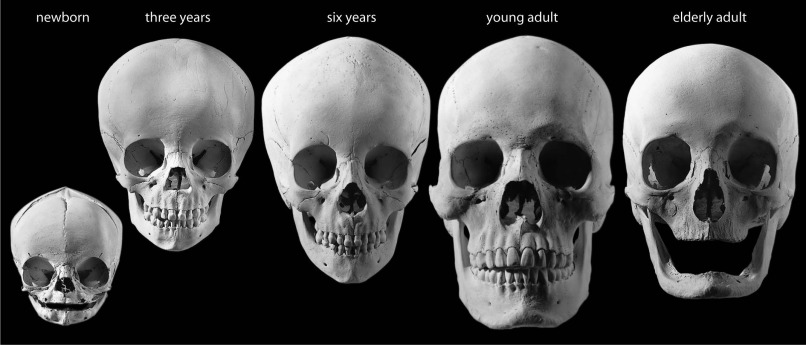 newborn
three years
six years
young adult
elderly adult